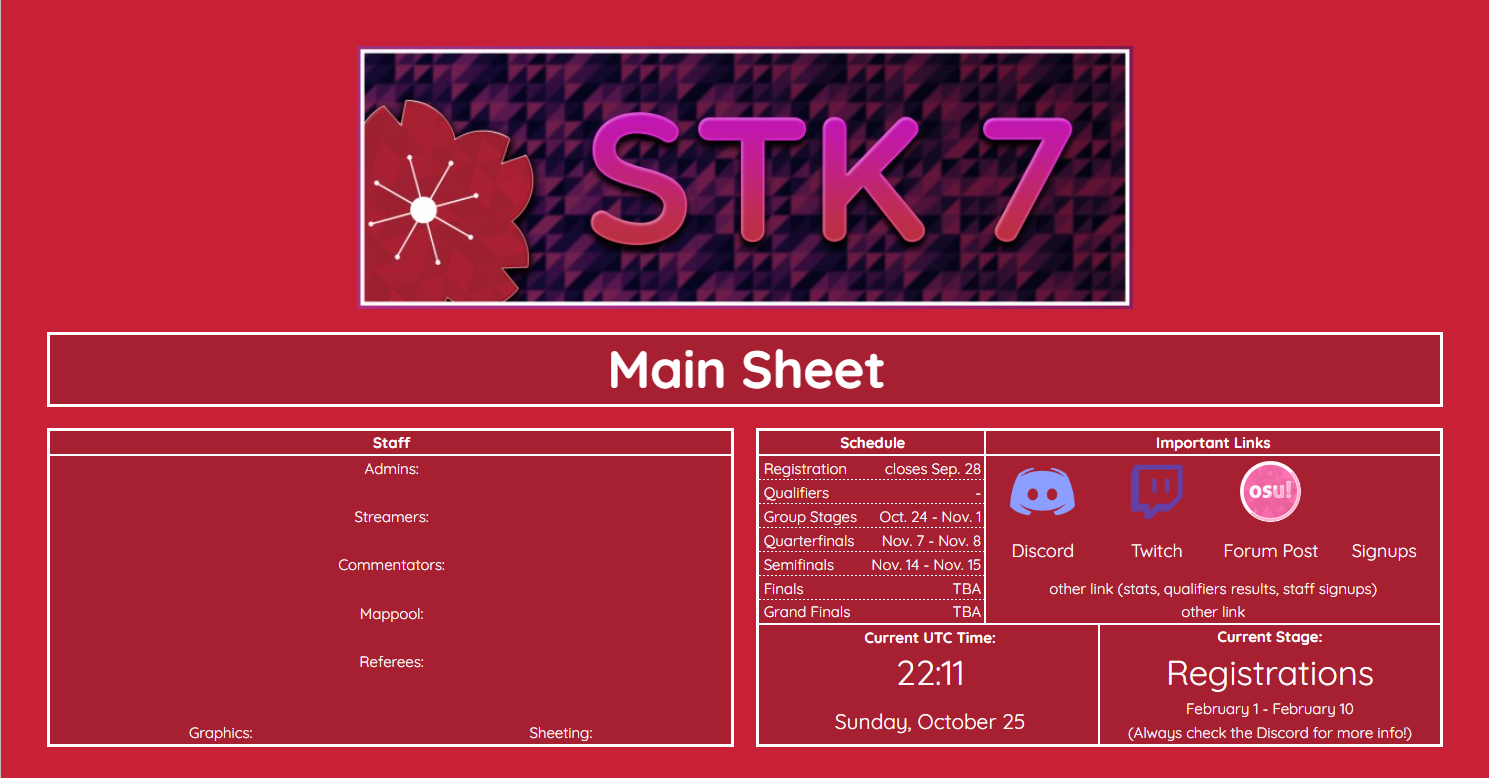 STK 7
Main Sheet
Staff
Admins:
Streamers:
Commentators:
Mappool:
Referees:
Graphics: Sheeting:
Schedule
Registration closes Sep. 28
Qualifiers -
Group Stages Oct. 24 - Nov. 1
Quarterfinals Nov. 7 - Nov. 8
Semifinals Nov. 14 - Nov. 15
Finals TBA
Grand Finals TBA
Important Links
osu!
Discord Twitch Forum Post Signups
other link (stats, qualifiers results, staff signups)
other link
Current UTC Time:
22:11
Sunday, October 25
Current Stage:
Registrations
February 1 - February 10
(Always check the Discord for more info!)